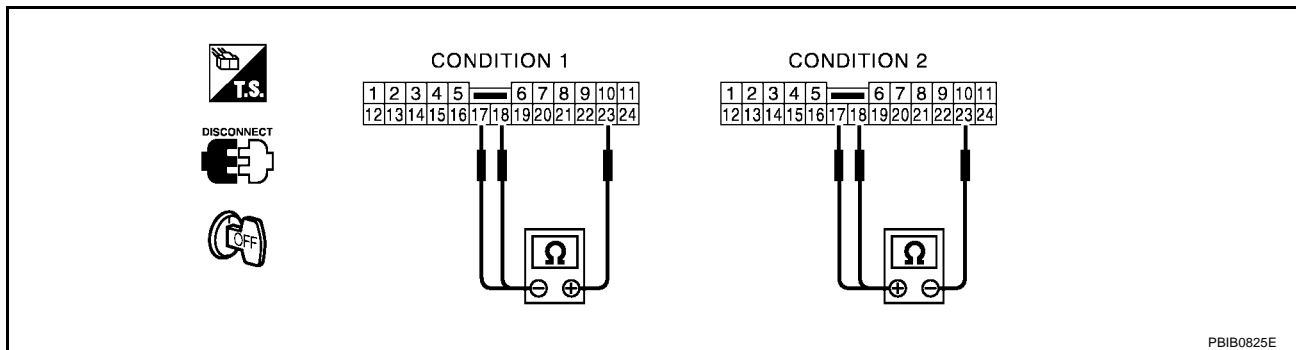 T.S.
DISCONNECT
OFF
CONDITION 1
1 2 3 4 5 6 7 8 9 10 11
12 13 14 15 16 17 18 19 20 21 22 23 24
Ω
− +
CONDITION 2
1 2 3 4 5 6 7 8 9 10 11
12 13 14 15 16 17 18 19 20 21 22 23 24
Ω
+ −
PBIB0825E